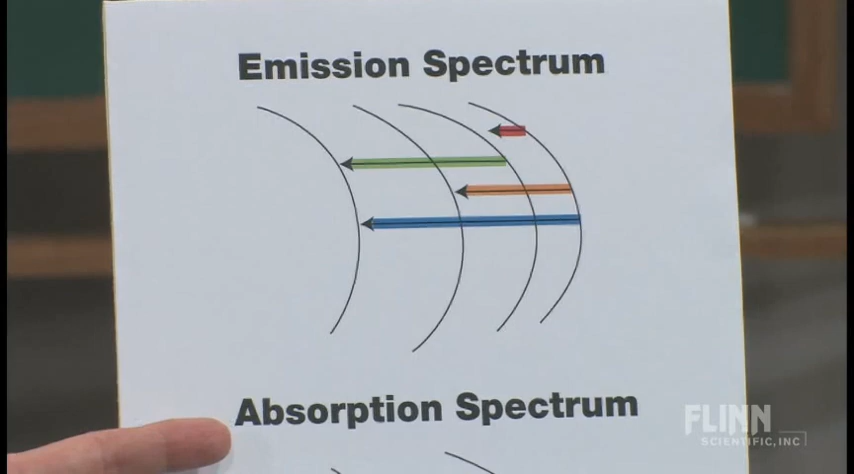 Emission Spectrum
Absorption Spectrum
FLINN
SCIENTIFIC, INC